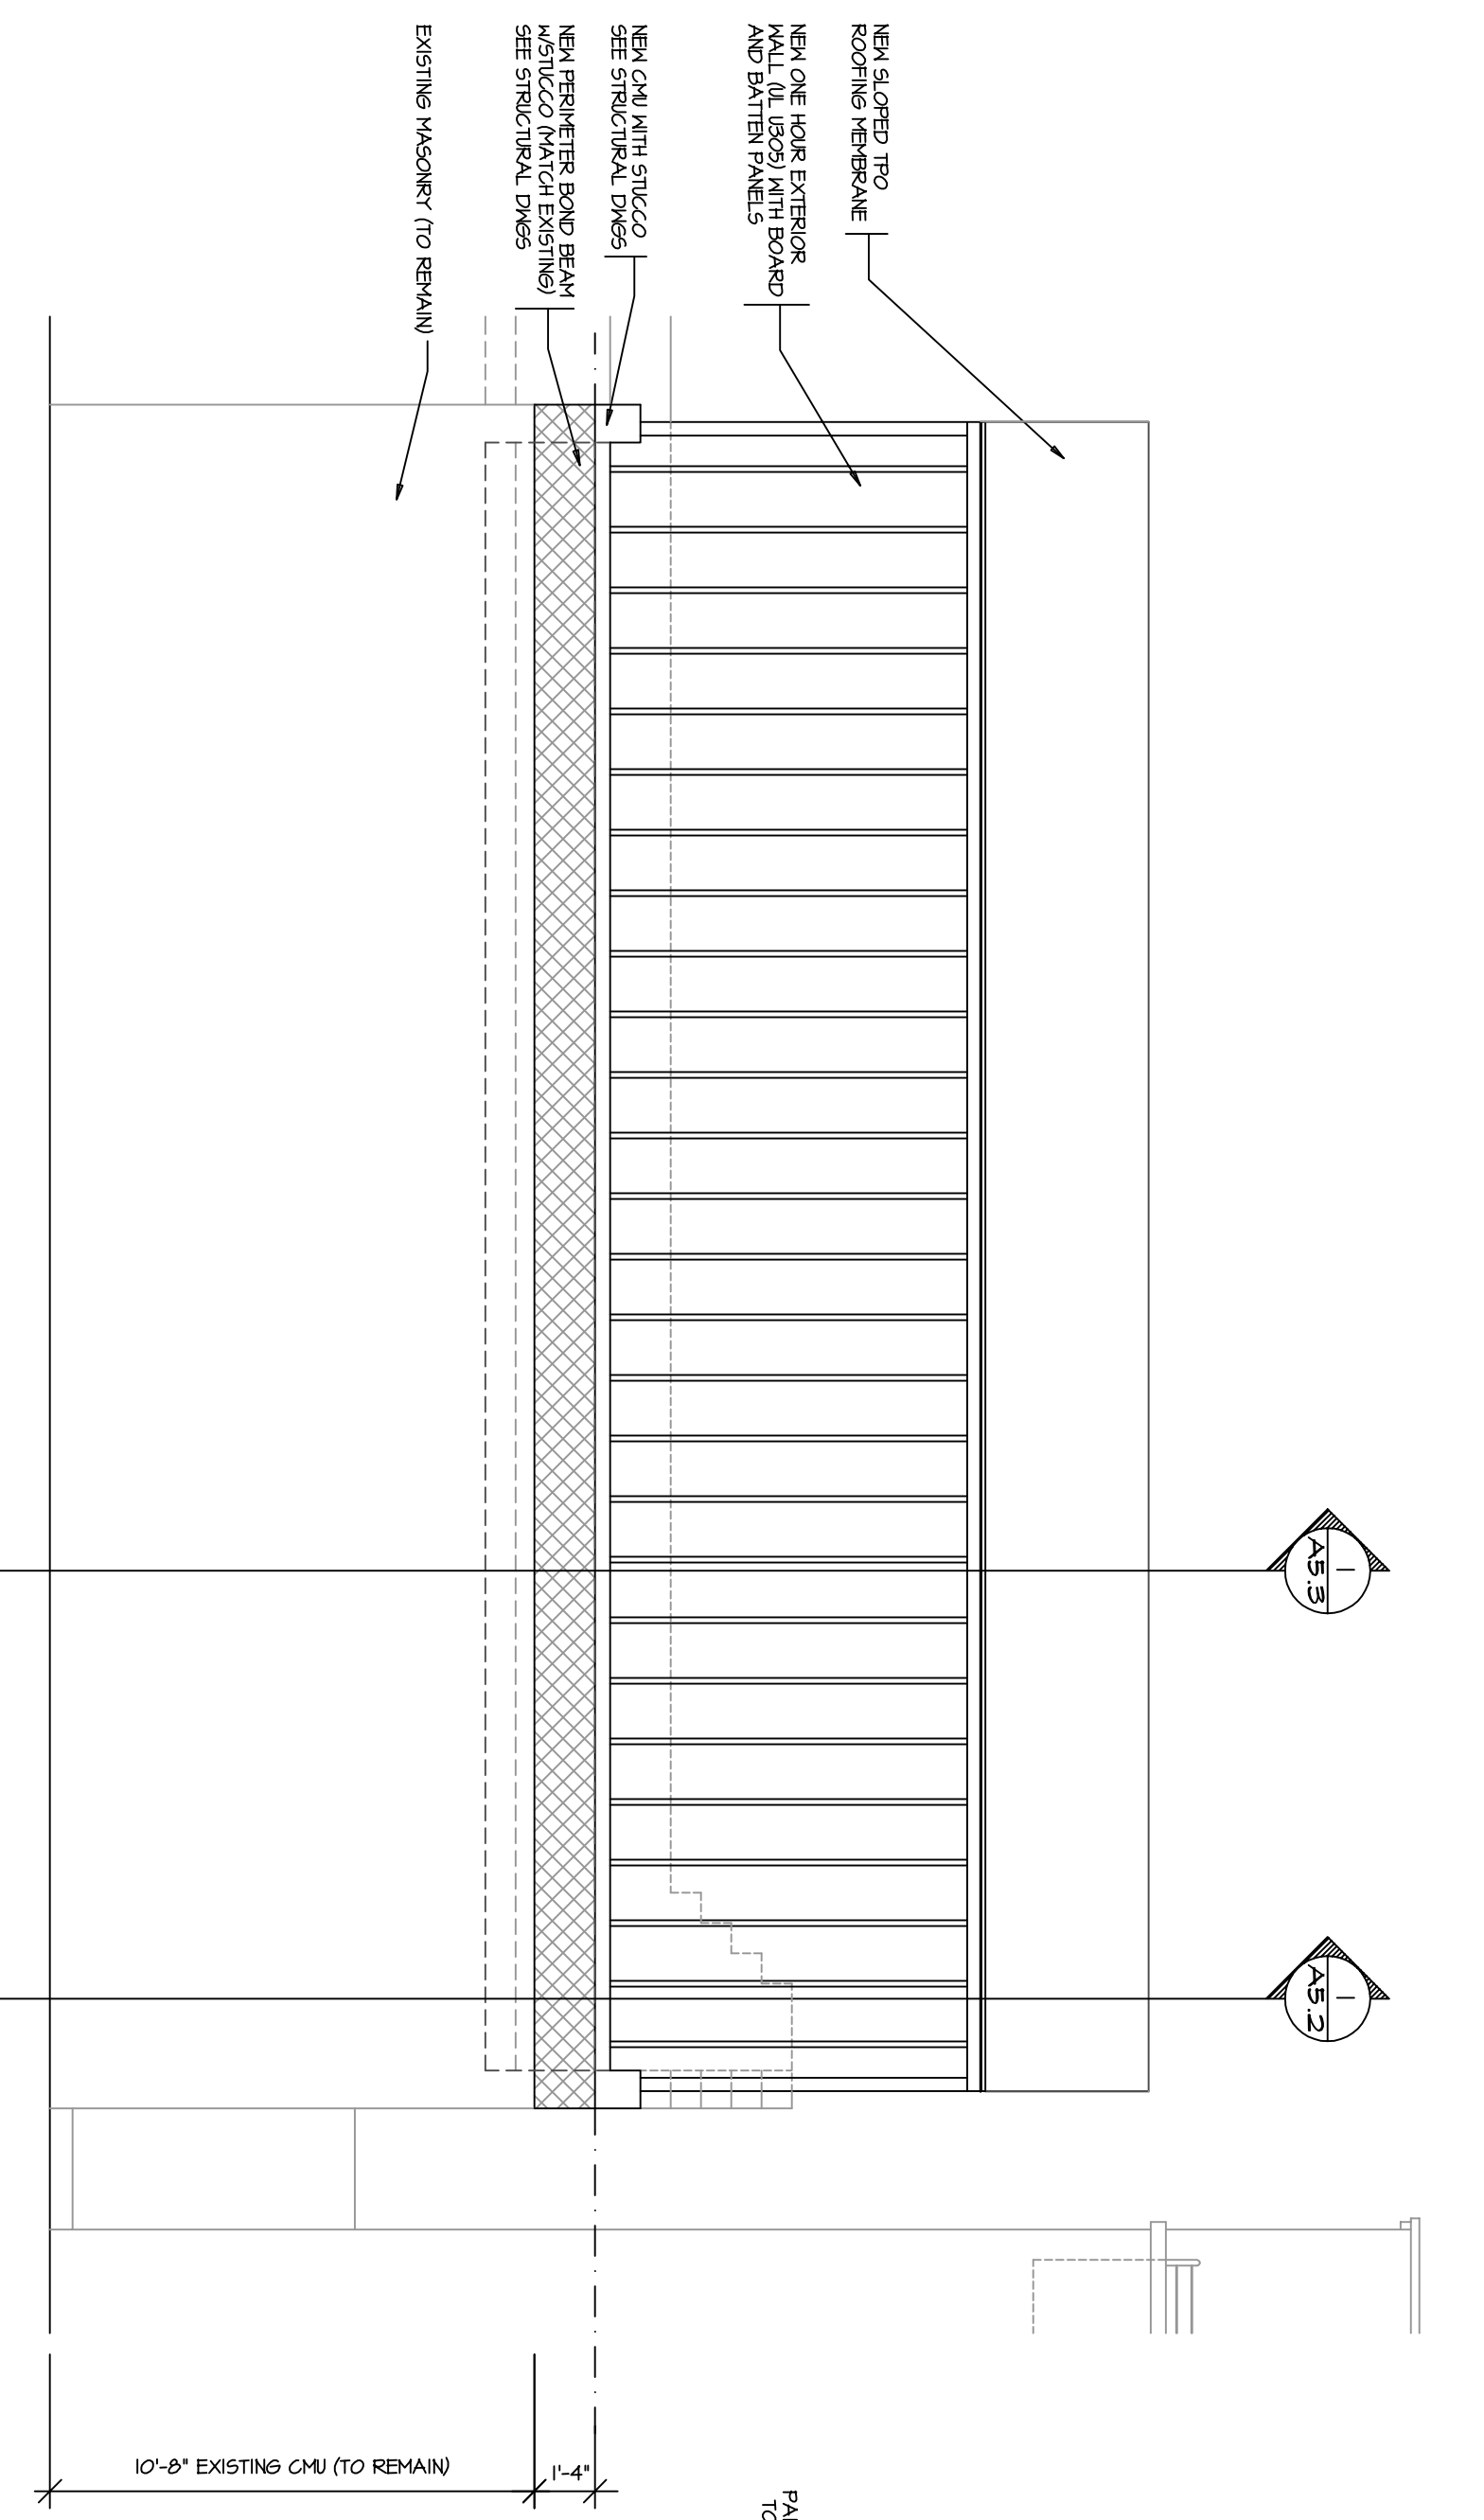 NEW SLOPED TPO
ROOFING MEMBRANE
NEW ONE HOUR EXTERIOR
WALL (UL U305) WITH BOARD
AND BATTEN PANELS
NEW CMU WITH STUCCO
SEE STRUCTURAL DWGS
NEW PERIMETER BOND BEAM
W/STUCCO (MATCH EXISTING)
SEE STRUCTURAL DWGS
EXISTING MASONRY (TO REMAIN)
1
A5.3
1
A5.2
10'-8" EXISTING CMU (TO REMAIN)
1'-4"